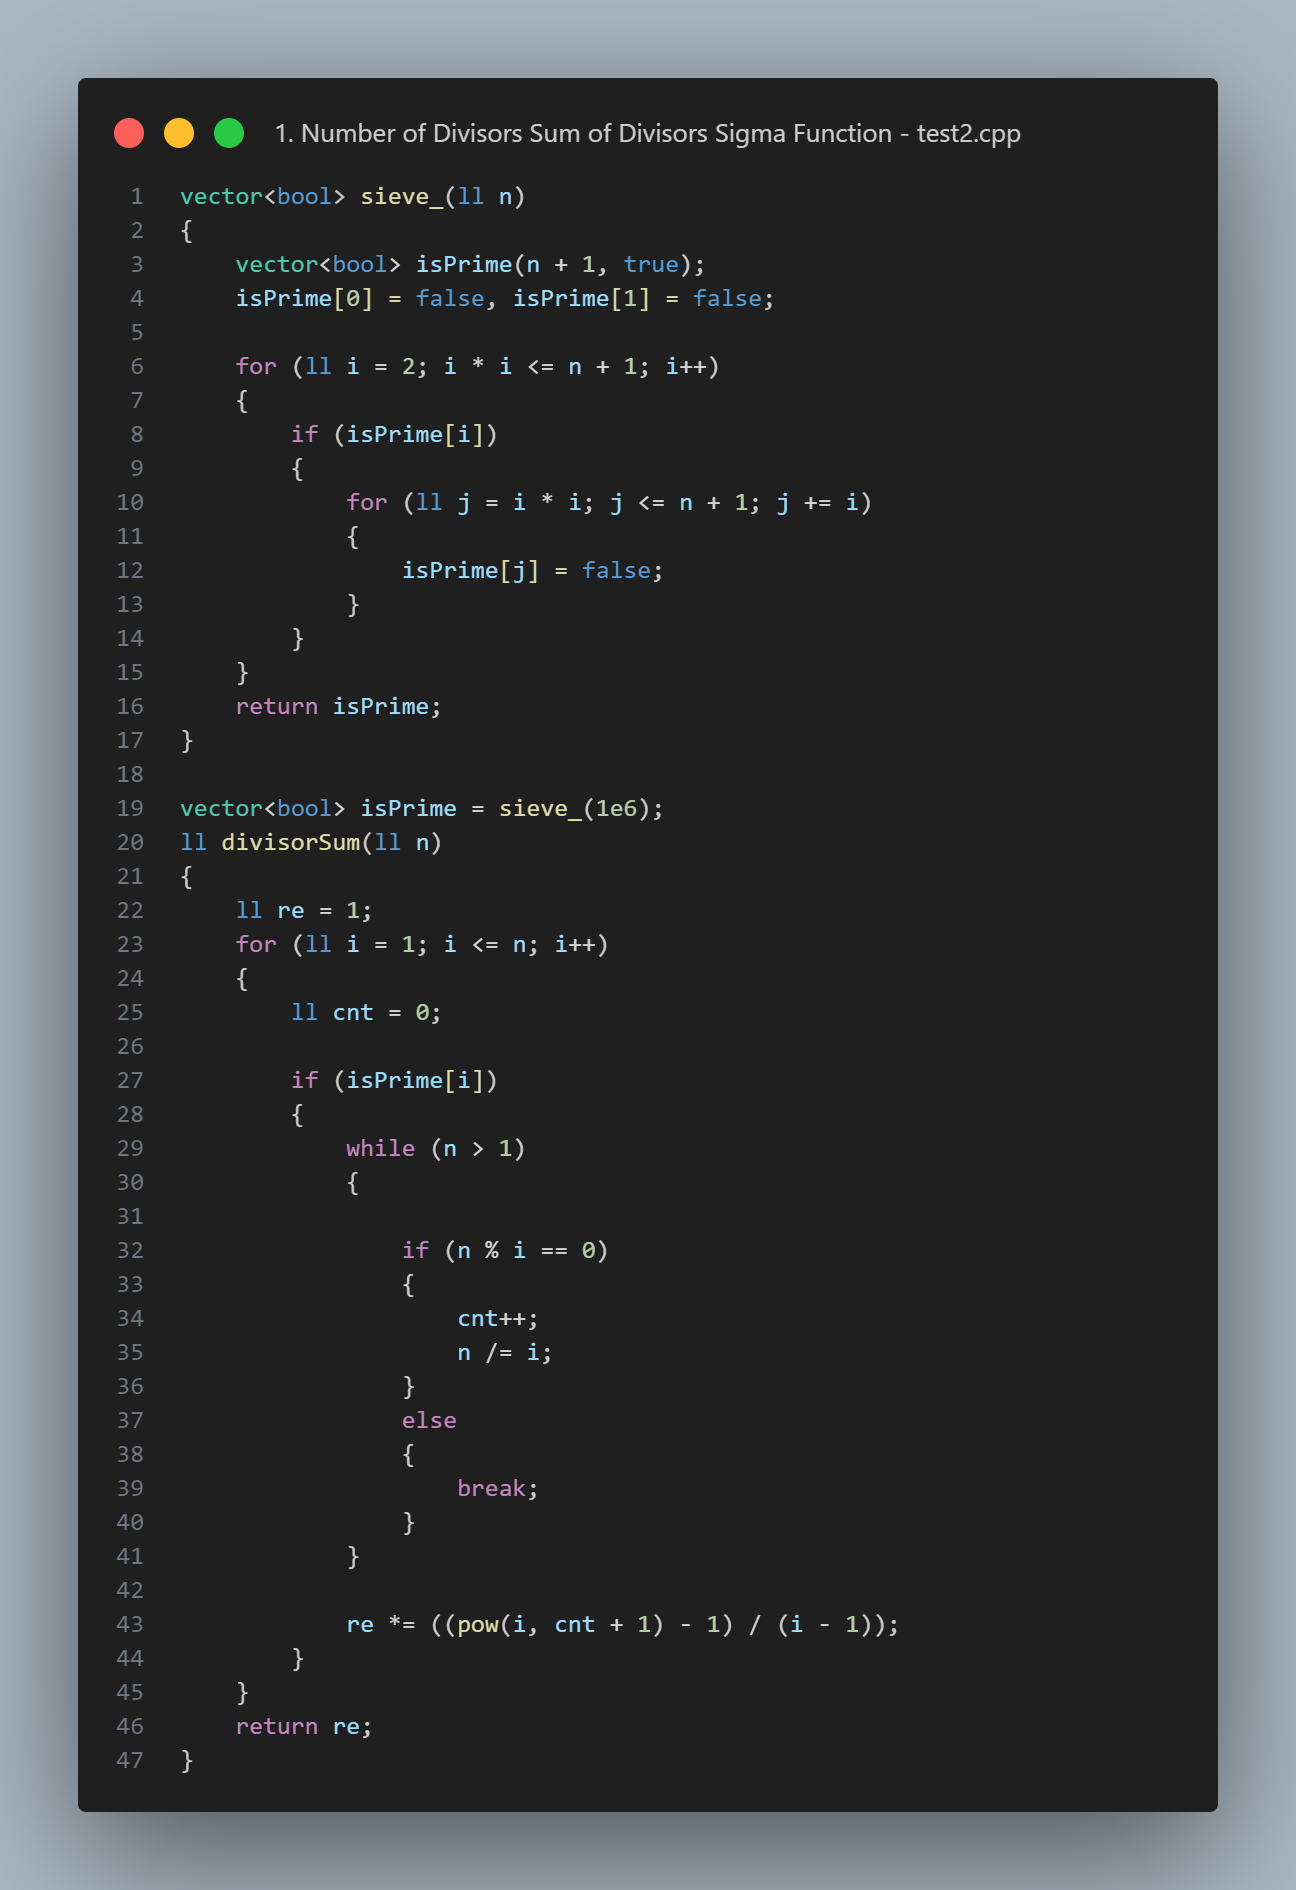 1. Number of Divisors Sum of Divisors Sigma Function - test2.cpp
1 vector<bool> sieve_(ll n)
2 {
3     vector<bool> isPrime(n + 1, true);
4     isPrime[0] = false, isPrime[1] = false;
5
6     for (ll i = 2; i * i <= n + 1; i++)
7     {
8         if (isPrime[i])
9         {
10             for (ll j = i * i; j <= n + 1; j += i)
11             {
12                 isPrime[j] = false;
13             }
14         }
15     }
16     return isPrime;
17 }
18
19 vector<bool> isPrime = sieve_(1e6);
20 ll divisorSum(ll n)
21 {
22     ll re = 1;
23     for (ll i = 1; i <= n; i++)
24     {
25         ll cnt = 0;
26
27         if (isPrime[i])
28         {
29             while (n > 1)
30             {
31
32                 if (n % i == 0)
33                 {
34                     cnt++;
35                     n /= i;
36                 }
37                 else
38                 {
39                     break;
40                 }
41             }
42
43             re *= ((pow(i, cnt + 1) - 1) / (i - 1));
44         }
45     }
46     return re;
47 }